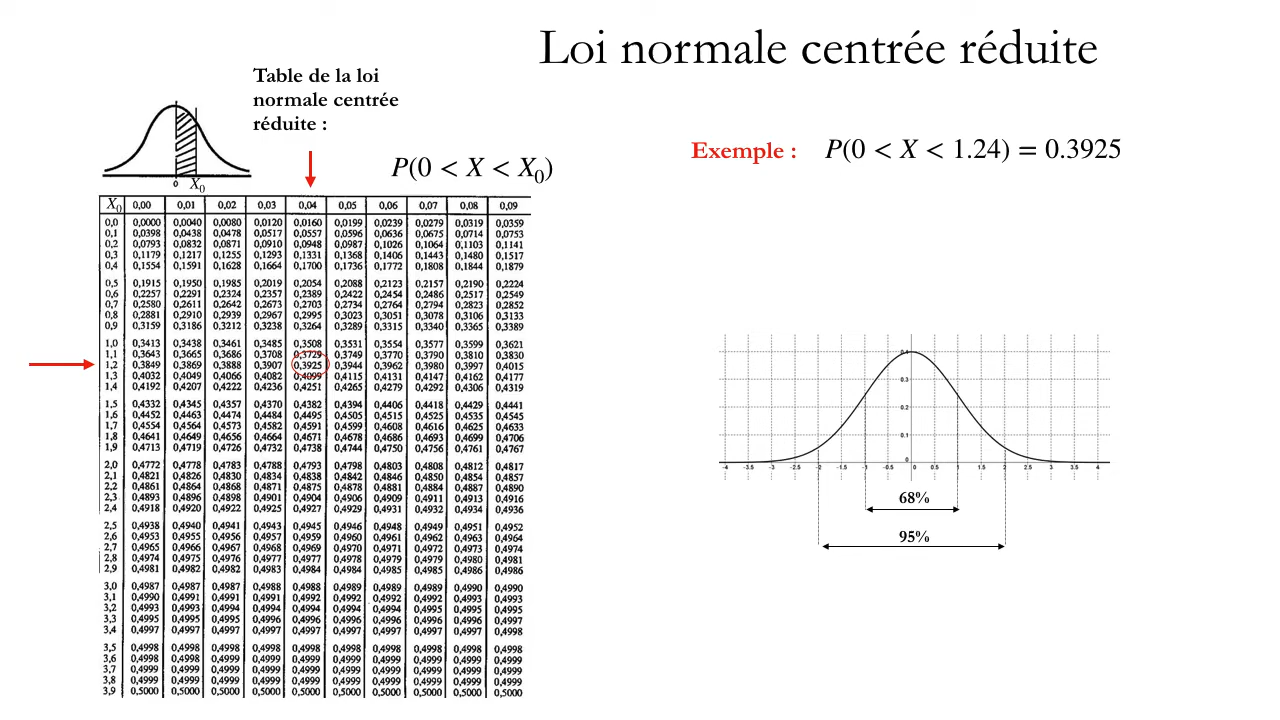 Loi normale centrée réduite
Table de la loi
normale centrée
réduite :
P(0 < X < X₀)
Exemple : P(0 < X < 1.24) = 0.3925
0 X₀
X₀ 0,00 0,01 0,02 0,03 0,04 0,05 0,06 0,07 0,08 0,09
0,0 0,0000 0,0040 0,0080 0,0120 0,0160 0,0199 0,0239 0,0279 0,0319 0,0359
0,1 0,0398 0,0438 0,0478 0,0517 0,0557 0,0596 0,0636 0,0675 0,0714 0,0753
0,2 0,0793 0,0832 0,0871 0,0910 0,0948 0,0987 0,1026 0,1064 0,1103 0,1141
0,3 0,1179 0,1217 0,1255 0,1293 0,1331 0,1368 0,1406 0,1443 0,1480 0,1517
0,4 0,1554 0,1591 0,1628 0,1664 0,1700 0,1736 0,1772 0,1808 0,1844 0,1879
0,5 0,1915 0,1950 0,1985 0,2019 0,2054 0,2088 0,2123 0,2157 0,2190 0,2224
0,6 0,2257 0,2291 0,2324 0,2357 0,2389 0,2422 0,2454 0,2486 0,2517 0,2549
0,7 0,2580 0,2611 0,2642 0,2673 0,2703 0,2734 0,2764 0,2794 0,2823 0,2852
0,8 0,2881 0,2910 0,2939 0,2967 0,2995 0,3023 0,3051 0,3078 0,3106 0,3133
0,9 0,3159 0,3186 0,3212 0,3238 0,3264 0,3289 0,3315 0,3340 0,3365 0,3389
1,0 0,3413 0,3438 0,3461 0,3485 0,3508 0,3531 0,3554 0,3577 0,3599 0,3621
1,1 0,3643 0,3665 0,3686 0,3708 0,3729 0,3749 0,3770 0,3790 0,3810 0,3830
1,2 0,3849 0,3869 0,3888 0,3907 0,3925 0,3944 0,3962 0,3980 0,3997 0,4015
1,3 0,4032 0,4049 0,4066 0,4082 0,4099 0,4115 0,4131 0,4147 0,4162 0,4177
1,4 0,4192 0,4207 0,4222 0,4236 0,4251 0,4265 0,4279 0,4292 0,4306 0,4319
1,5 0,4332 0,4345 0,4357 0,4370 0,4382 0,4394 0,4406 0,4418 0,4429 0,4441
1,6 0,4452 0,4463 0,4474 0,4484 0,4495 0,4505 0,4515 0,4525 0,4535 0,4545
1,7 0,4554 0,4564 0,4573 0,4582 0,4591 0,4599 0,4608 0,4616 0,4625 0,4633
1,8 0,4641 0,4649 0,4656 0,4664 0,4671 0,4678 0,4686 0,4693 0,4699 0,4706
1,9 0,4713 0,4719 0,4726 0,4732 0,4738 0,4744 0,4750 0,4756 0,4761 0,4767
2,0 0,4772 0,4778 0,4783 0,4788 0,4793 0,4798 0,4803 0,4808 0,4812 0,4817
2,1 0,4821 0,4826 0,4830 0,4834 0,4838 0,4842 0,4846 0,4850 0,4854 0,4857
2,2 0,4861 0,4864 0,4868 0,4871 0,4875 0,4878 0,4881 0,4884 0,4887 0,4890
2,3 0,4893 0,4896 0,4898 0,4901 0,4904 0,4906 0,4909 0,4911 0,4913 0,4916
2,4 0,4918 0,4920 0,4922 0,4925 0,4927 0,4929 0,4931 0,4932 0,4934 0,4936
2,5 0,4938 0,4940 0,4941 0,4943 0,4945 0,4946 0,4948 0,4949 0,4951 0,4952
2,6 0,4953 0,4955 0,4956 0,4957 0,4959 0,4960 0,4961 0,4962 0,4963 0,4964
2,7 0,4965 0,4966 0,4967 0,4968 0,4969 0,4970 0,4971 0,4972 0,4973 0,4974
2,8 0,4974 0,4975 0,4976 0,4977 0,4977 0,4978 0,4979 0,4979 0,4980 0,4981
2,9 0,4981 0,4982 0,4982 0,4983 0,4984 0,4984 0,4985 0,4985 0,4986 0,4986
3,0 0,4987 0,4987 0,4987 0,4988 0,4988 0,4989 0,4989 0,4989 0,4990 0,4990
3,1 0,4990 0,4991 0,4991 0,4991 0,4992 0,4992 0,4992 0,4992 0,4993 0,4993
3,2 0,4993 0,4993 0,4994 0,4994 0,4994 0,4994 0,4994 0,4995 0,4995 0,4995
3,3 0,4995 0,4995 0,4995 0,4996 0,4996 0,4996 0,4996 0,4996 0,4996 0,4997
3,4 0,4997 0,4997 0,4997 0,4997 0,4997 0,4997 0,4997 0,4997 0,4997 0,4998
3,5 0,4998 0,4998 0,4998 0,4998 0,4998 0,4998 0,4998 0,4998 0,4998 0,4998
3,6 0,4998 0,4998 0,4999 0,4999 0,4999 0,4999 0,4999 0,4999 0,4999 0,4999
3,7 0,4999 0,4999 0,4999 0,4999 0,4999 0,4999 0,4999 0,4999 0,4999 0,4999
3,8 0,4999 0,4999 0,4999 0,4999 0,4999 0,4999 0,4999 0,4999 0,4999 0,4999
3,9 0,5000 0,5000 0,5000 0,5000 0,5000 0,5000 0,5000 0,5000 0,5000 0,5000
0.4
0.3
0.2
0.1
0
-4 -3.5 -3 -2.5 -2 -1.5 -1 -0.5 0 0.5 1 1.5 2 2.5 3 3.5 4
68%
95%